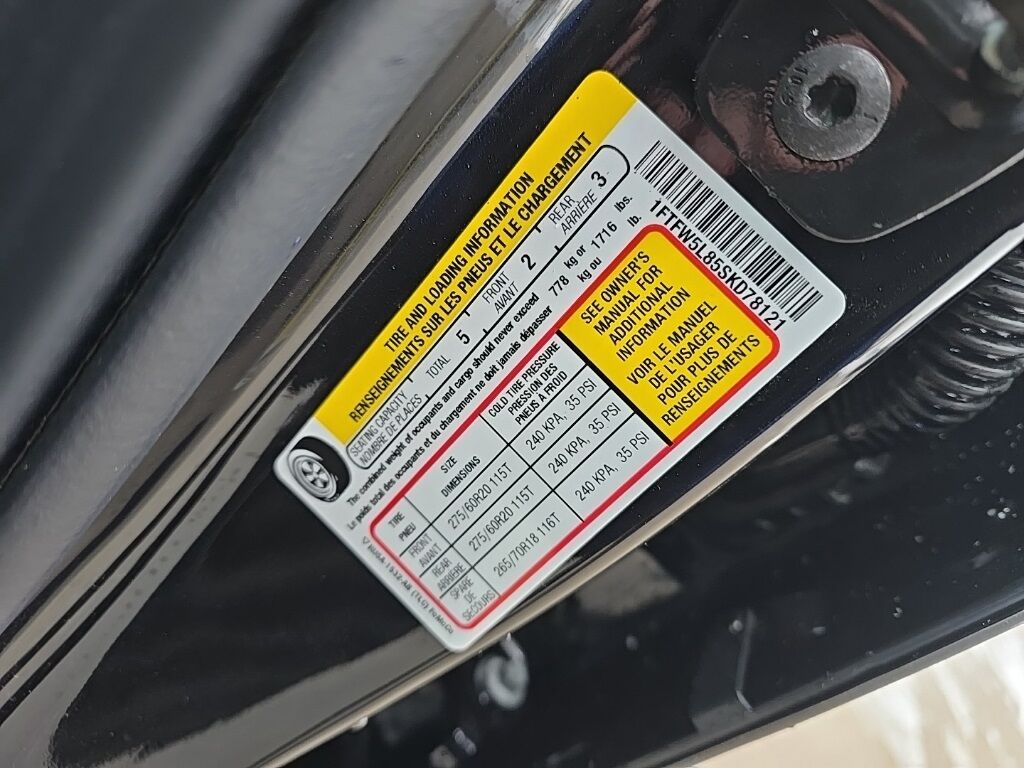 TIRE AND LOADING INFORMATION
RENSEIGNEMENTS SUR LES PNEUS ET LE CHARGEMENT
SEATING CAPACITY
NOMBRE DE PLACES
TOTAL 5
FRONT
AVANT 2
REAR
ARRIÈRE 3
The combined weight of occupants and cargo should never exceed 778 kg or 1716 lbs.
Le poids total des occupants et du chargement ne doit jamais dépasser kg ou lb.
TIRE
PNEU
SIZE
DIMENSIONS
COLD TIRE PRESSURE
PRESSION DES
PNEUS A FROID
FRONT
AVANT
275/60R20 115T
240 KPA, 35 PSI
REAR
ARRIÈRE
275/60R20 115T
240 KPA, 35 PSI
SPARE
DE
SECOURS
265/70R18 116T
240 KPA, 35 PSI
SEE OWNER'S
MANUAL FOR
ADDITIONAL
INFORMATION
VOIR LE MANUEL
DE L'USAGER
POUR PLUS DE
RENSEIGNEMENTS
1FTFW5L85SKD78121